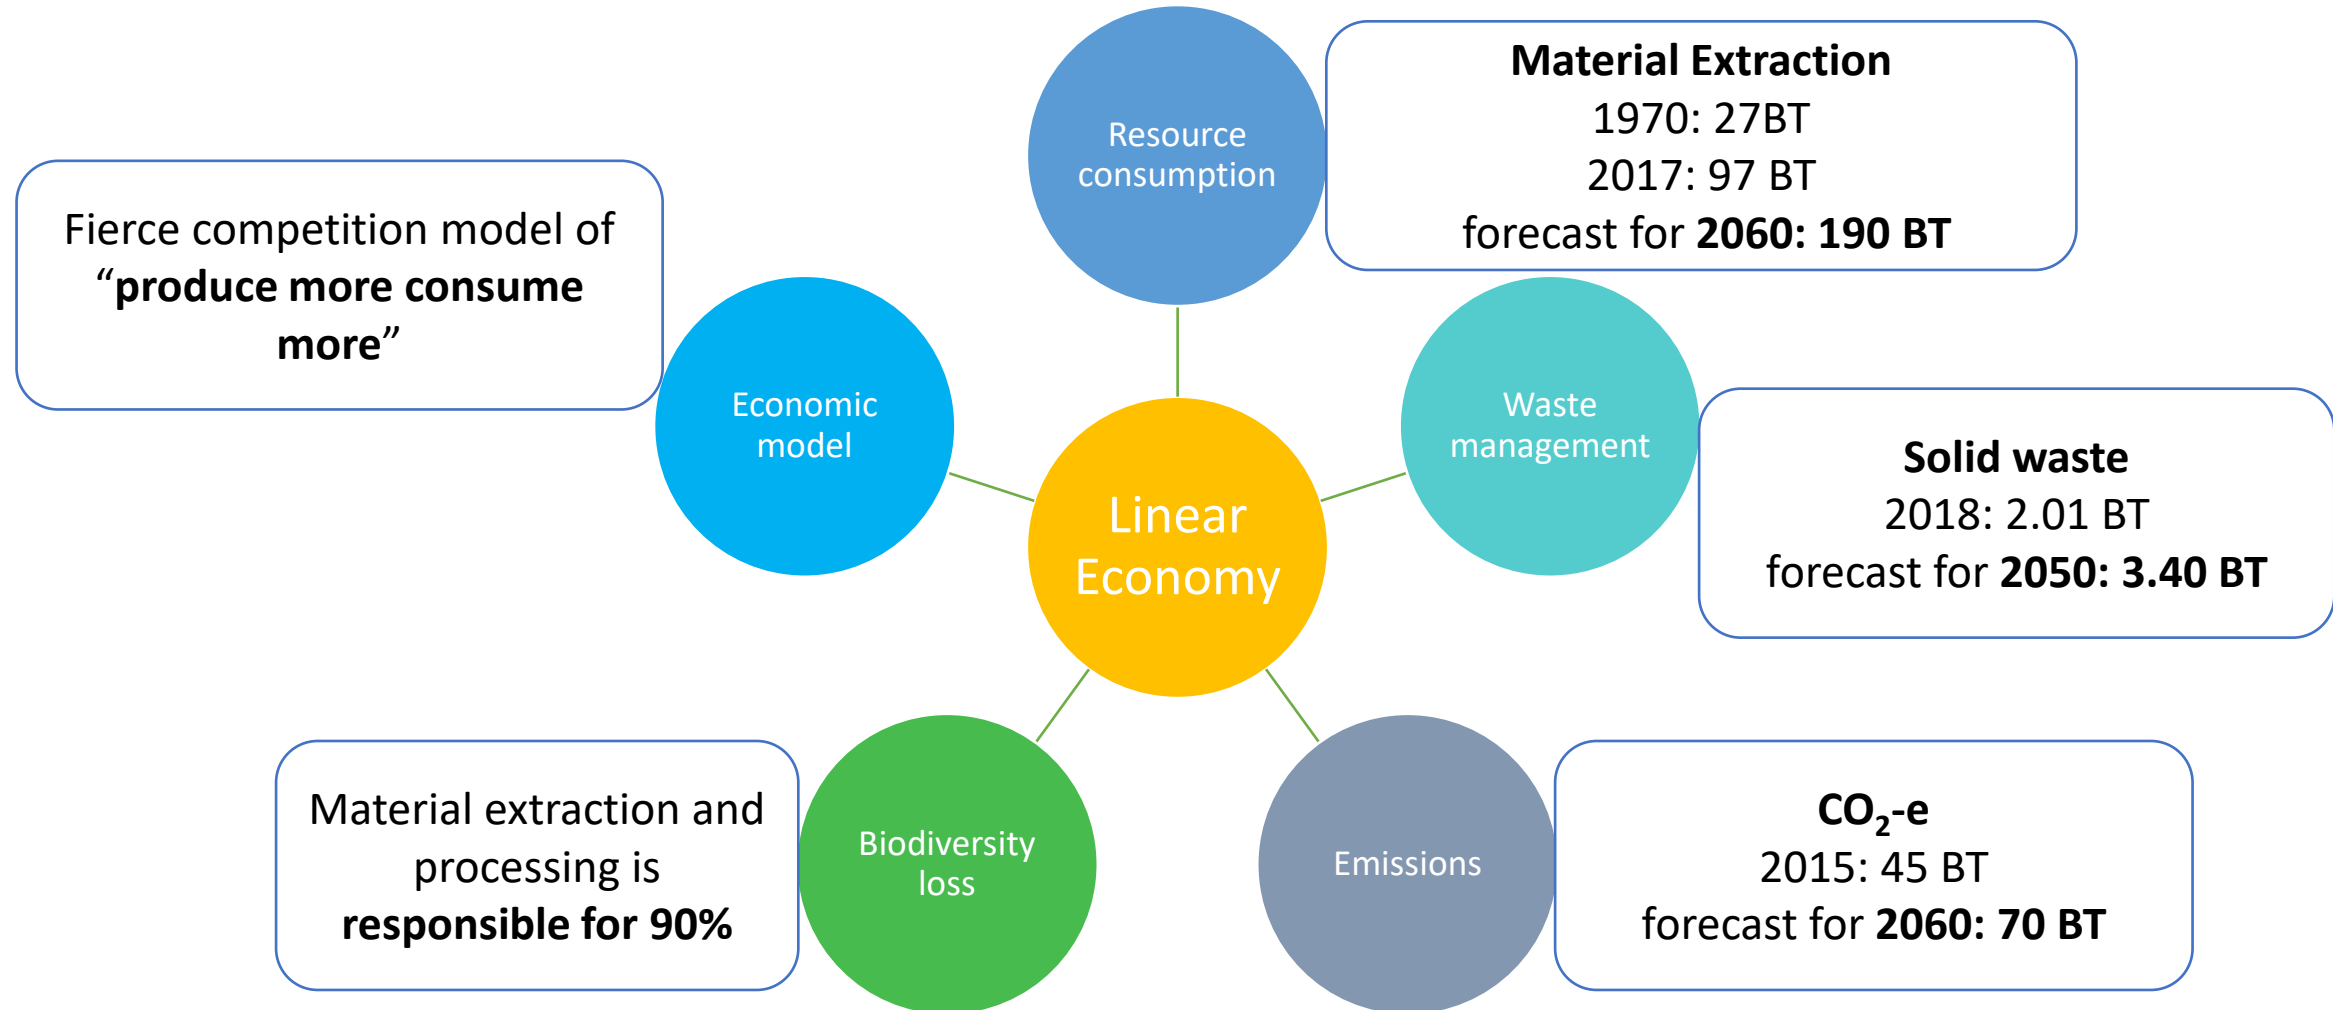 Resource
consumption
Material Extraction
1970: 27BT
2017: 97 BT
forecast for 2060: 190 BT
Fierce competition model of
“produce more consume
more”
Economic
model
Waste
management
Solid waste
2018: 2.01 BT
forecast for 2050: 3.40 BT
Linear
Economy
Material extraction and
processing is
responsible for 90%
Biodiversity
loss
Emissions
CO₂-e
2015: 45 BT
forecast for 2060: 70 BT